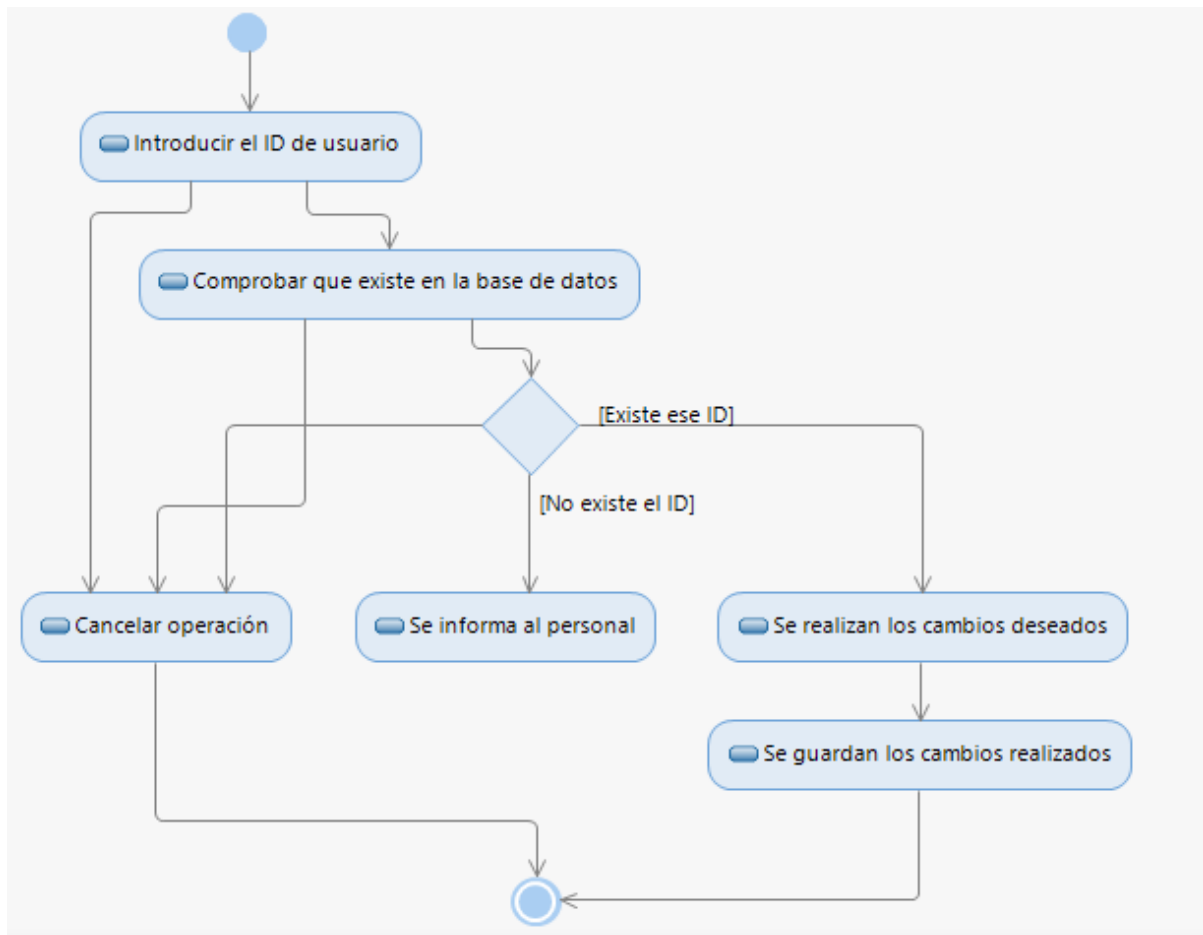 Introducir el ID de usuario
Comprobar que existe en la base de datos
[Existe ese ID]
[No existe el ID]
Cancelar operación
Se informa al personal
Se realizan los cambios deseados
Se guardan los cambios realizados